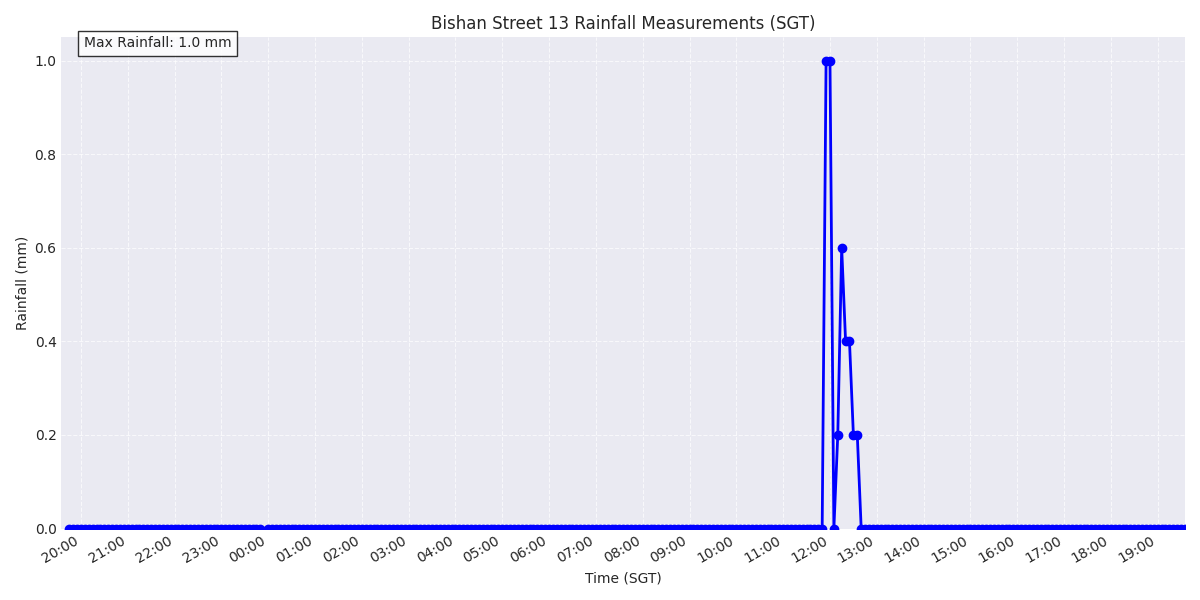 Bishan Street 13 Rainfall Measurements (SGT)
Max Rainfall: 1.0 mm
1.0
0.8
0.6
0.4
0.2
0.0
Rainfall (mm)
20:00 21:00 22:00 23:00 00:00 01:00 02:00 03:00 04:00 05:00 06:00 07:00 08:00 09:00 10:00 11:00 12:00 13:00 14:00 15:00 16:00 17:00 18:00 19:00
Time (SGT)